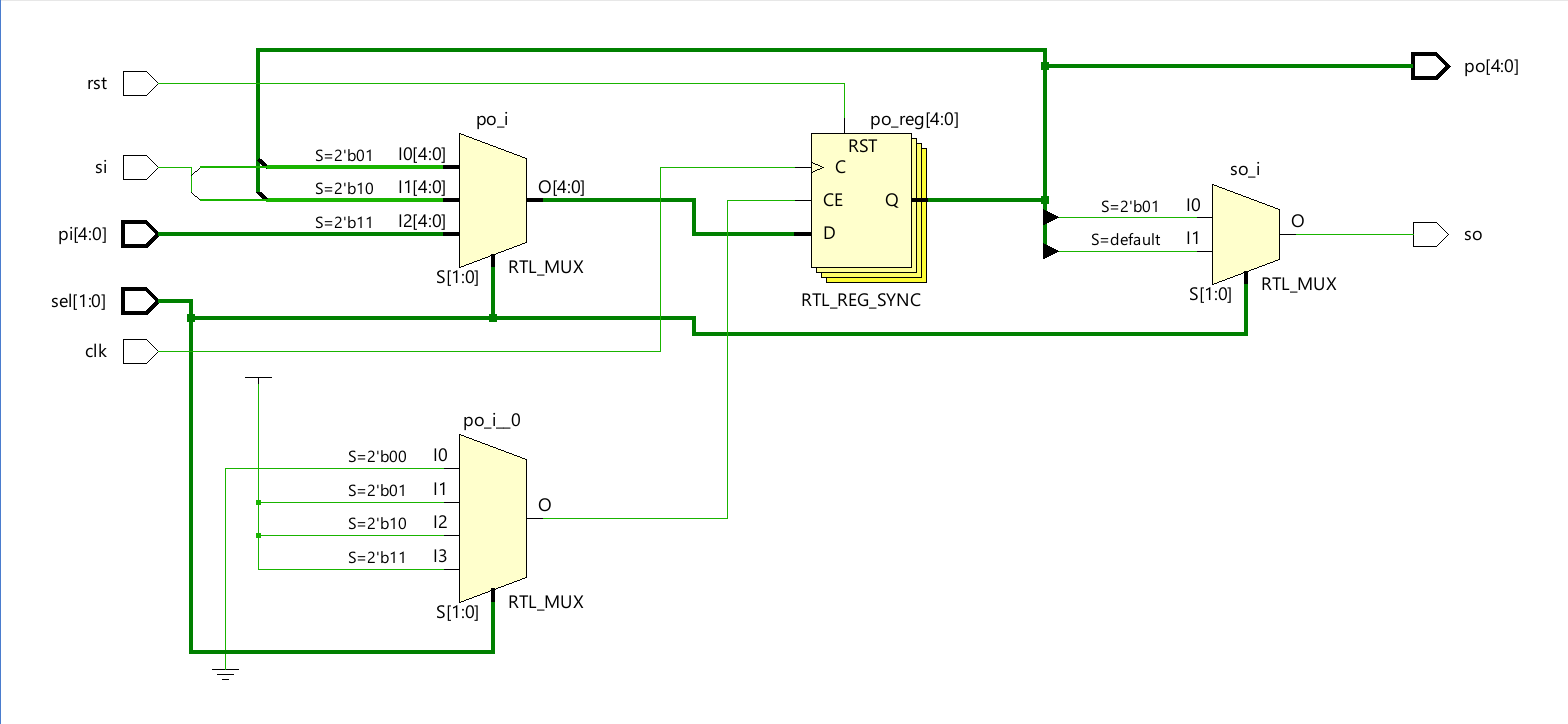 po[4:0]
rst
po_i
po_reg[4:0]
RST
S=2'b01 I0[4:0]
si
C
so_i
S=2'b10 I1[4:0] O[4:0]
CE Q
S=2'b01 I0
S=2'b11 I2[4:0]
O
pi[4:0]
D
so
S=default I1
S[1:0] RTL_MUX
S[1:0] RTL_MUX
sel[1:0]
RTL_REG_SYNC
clk
po_i__0
S=2'b00 I0
S=2'b01 I1
O
S=2'b10 I2
S=2'b11 I3
S[1:0] RTL_MUX